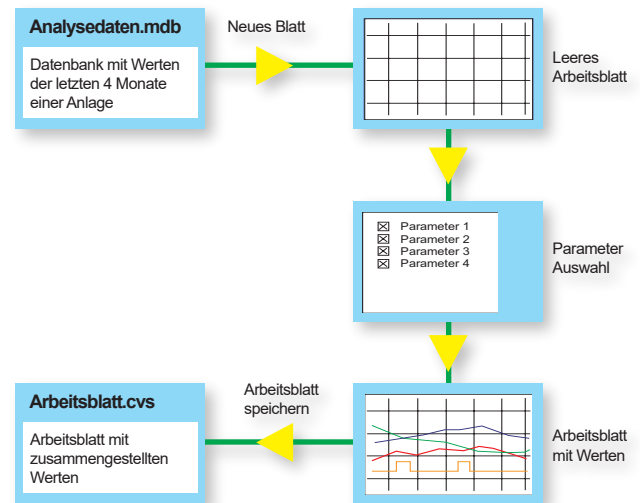 Analysedaten.mdb
Datenbank mit Werten
der letzten 4 Monate
einer Anlage
Neues Blatt
Leeres
Arbeitsblatt
Parameter 1
Parameter 2
Parameter 3
Parameter 4
Parameter
Auswahl
Arbeitsblatt
mit Werten
Arbeitsblatt
speichern
Arbeitsblatt.cvs
Arbeitsblatt mit
zusammengestellten
Werten